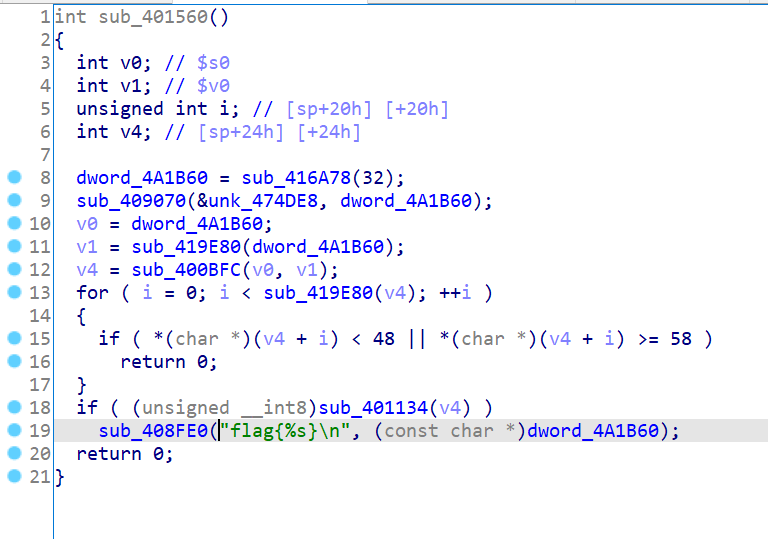 1 int sub_401560()
2 {
3   int v0; // $s0
4   int v1; // $v0
5   unsigned int i; // [sp+20h] [+20h]
6   int v4; // [sp+24h] [+24h]
7
8   dword_4A1B60 = sub_416A78(32);
9   sub_409070(&unk_474DE8, dword_4A1B60);
10   v0 = dword_4A1B60;
11   v1 = sub_419E80(dword_4A1B60);
12   v4 = sub_400BFC(v0, v1);
13   for ( i = 0; i < sub_419E80(v4); ++i )
14   {
15     if ( *(char *)(v4 + i) < 48 || *(char *)(v4 + i) >= 58 )
16       return 0;
17   }
18   if ( (unsigned __int8)sub_401134(v4) )
19     sub_408FE0("flag{%s}\n", (const char *)dword_4A1B60);
20   return 0;
21 }